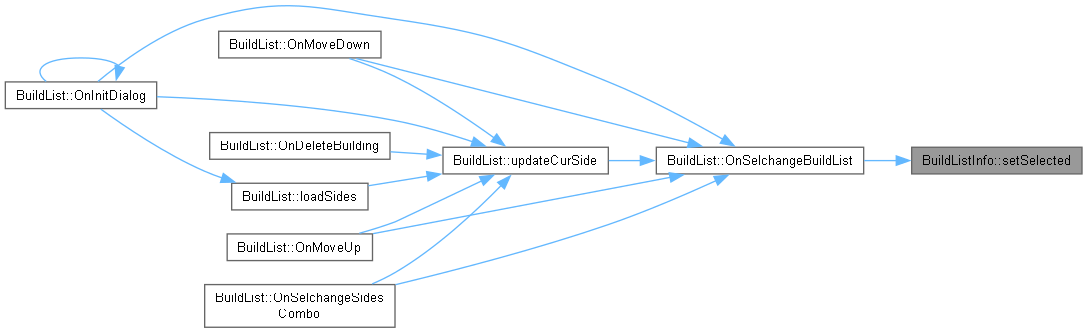 BuildList::OnMoveDown
BuildList::OnInitDialog
BuildList::OnDeleteBuilding
BuildList::updateCurSide
BuildList::OnSelchangeBuildList
BuildListInfo::setSelected
BuildList::loadSides
BuildList::OnMoveUp
BuildList::OnSelchangeSides
Combo